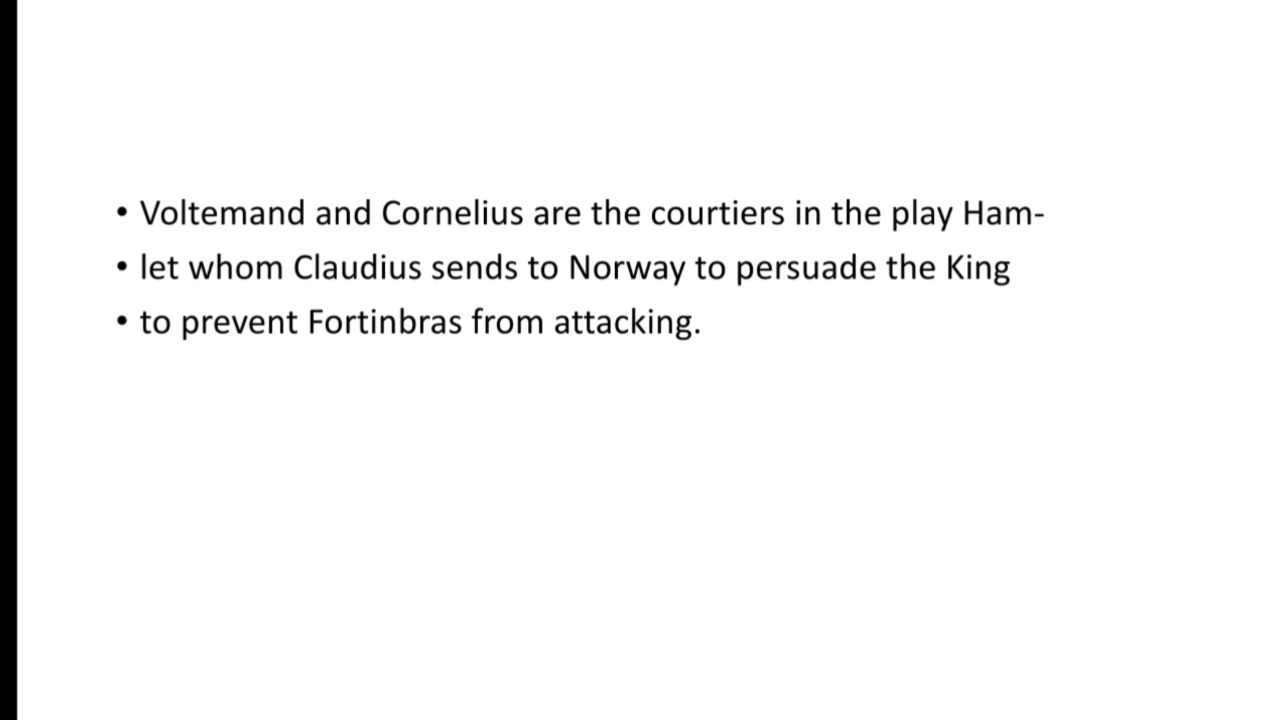 • Voltemand and Cornelius are the courtiers in the play Ham-
• let whom Claudius sends to Norway to persuade the King
• to prevent Fortinbras from attacking.